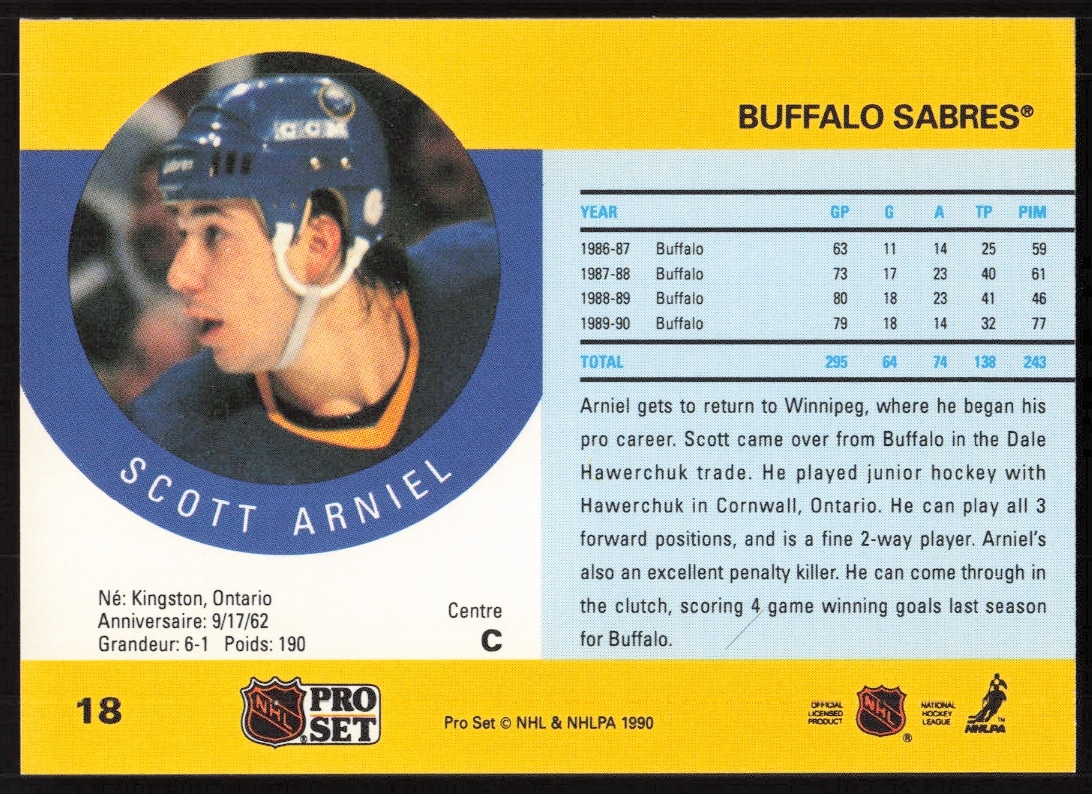 BUFFALO SABRES®
CCM
SCOTT ARNIEL
Né: Kingston, Ontario
Anniversaire: 9/17/62
Grandeur: 6-1 Poids: 190
Centre
C
YEAR GP G A TP PIM
1986-87 Buffalo 63 11 14 25 59
1987-88 Buffalo 73 17 23 40 61
1988-89 Buffalo 80 18 23 41 46
1989-90 Buffalo 79 18 14 32 77
TOTAL 295 64 74 138 243
Arniel gets to return to Winnipeg, where he began his
pro career. Scott came over from Buffalo in the Dale
Hawerchuk trade. He played junior hockey with
Hawerchuk in Cornwall, Ontario. He can play all 3
forward positions, and is a fine 2-way player. Arniel's
also an excellent penalty killer. He can come through in
the clutch, scoring 4 game winning goals last season
for Buffalo.
18
NHL
PRO
SET
®
Pro Set © NHL & NHLPA 1990
OFFICIAL
LICENSED
PRODUCT
NHL
®
NATIONAL
HOCKEY
LEAGUE
NHLPA
™